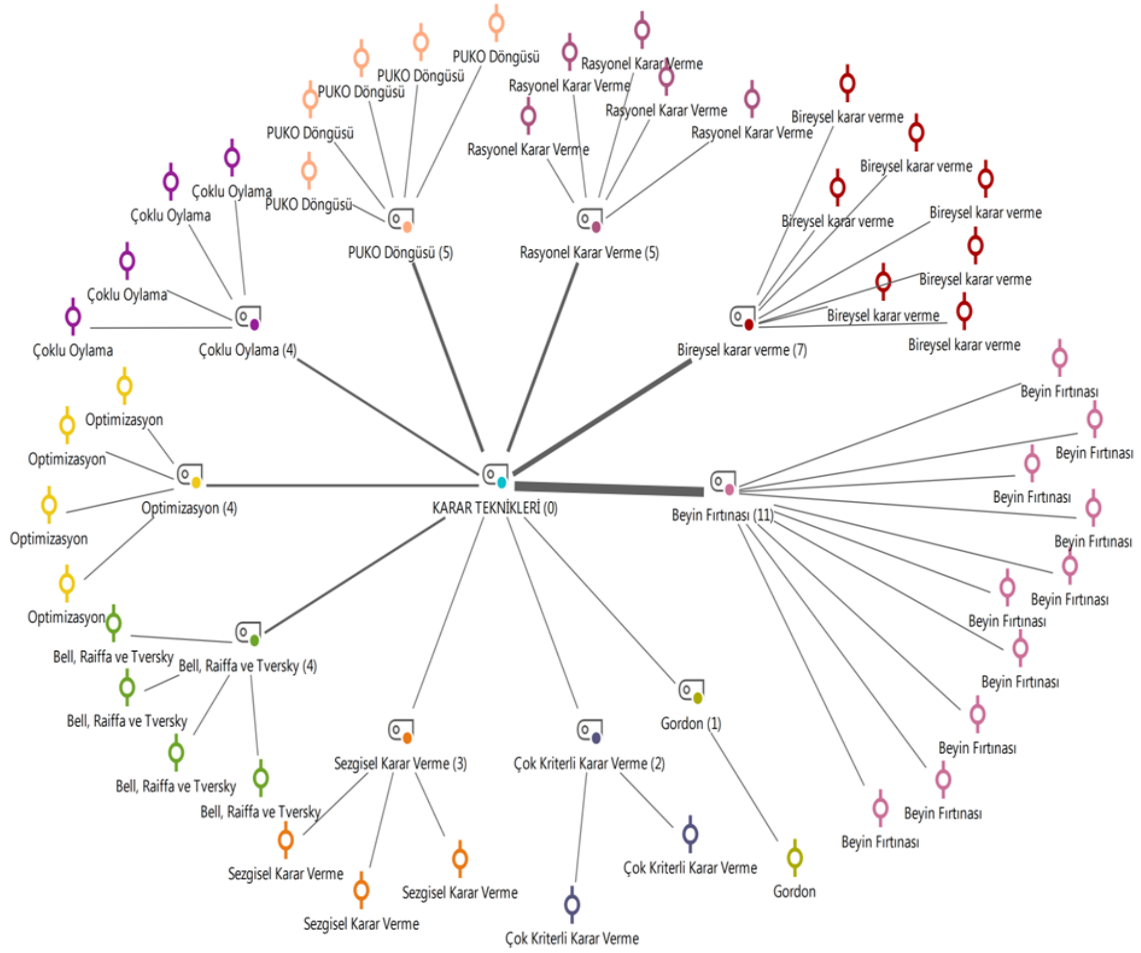 PUKO Döngüsü
PUKO Döngüsü
PUKO Döngüsü
PUKO Döngüsü
PUKO Döngüsü
PUKO Döngüsü (5)
Rasyonel Karar Verme
Rasyonel Karar Verme
Rasyonel Karar Verme
Rasyonel Karar Verme
Rasyonel Karar Verme
Rasyonel Karar Verme (5)
Bireysel karar verme
Bireysel karar verme
Bireysel karar verme
Bireysel karar verme
Bireysel karar verme
Bireysel karar verme
Bireysel karar verme
Bireysel karar verme (7)
Çoklu Oylama
Çoklu Oylama
Çoklu Oylama
Çoklu Oylama
Çoklu Oylama (4)
Optimizasyon
Optimizasyon
Optimizasyon
Optimizasyon
Optimizasyon (4)
KARAR TEKNİKLERİ (0)
Beyin Fırtınası (11)
Beyin Fırtınası
Beyin Fırtınası
Beyin Fırtınası
Beyin Fırtınası
Beyin Fırtınası
Beyin Fırtınası
Beyin Fırtınası
Beyin Fırtınası
Beyin Fırtınası
Beyin Fırtınası
Bell, Raiffa ve Tversky (4)
Bell, Raiffa ve Tversky
Bell, Raiffa ve Tversky
Bell, Raiffa ve Tversky
Bell, Raiffa ve Tversky
Sezgisel Karar Verme (3)
Sezgisel Karar Verme
Sezgisel Karar Verme
Sezgisel Karar Verme
Çok Kriterli Karar Verme (2)
Çok Kriterli Karar Verme
Çok Kriterli Karar Verme
Gordon (1)
Gordon